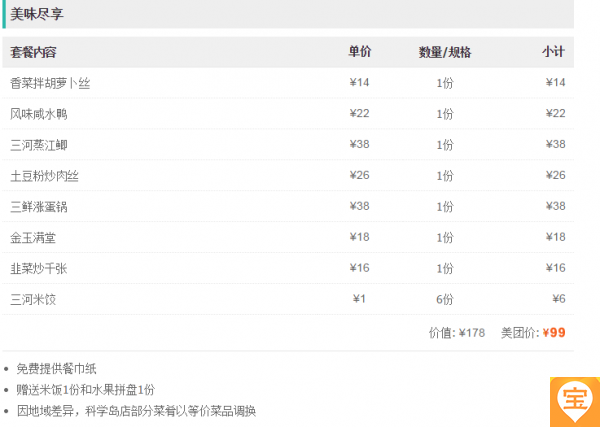 美味尽享
套餐内容 单价 数量/规格 小计
香菜拌胡萝卜丝 ¥14 1份 ¥14
风味咸水鸭 ¥22 1份 ¥22
三河蒸江鲫 ¥38 1份 ¥38
土豆粉炒肉丝 ¥26 1份 ¥26
三鲜涨蛋锅 ¥38 1份 ¥38
金玉满堂 ¥18 1份 ¥18
韭菜炒千张 ¥16 1份 ¥16
三河米饺 ¥1 6份 ¥6
价值: ¥178 美团价: ¥99
免费提供餐巾纸
赠送米饭1份和水果拼盘1份
因地域差异，科学岛店部分菜肴以等价菜品调换
宝